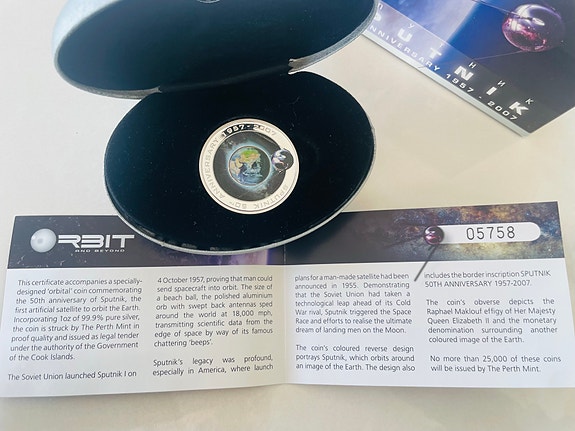 S P U T N I K
ANNIVERSARY 1957 - 2007
1957-2007
SPUTNIK 50TH ANNIVERSARY
ORBIT
AND BEYOND
05758
This certificate accompanies a specially-
designed 'orbital' coin commemorating
the 50th anniversary of Sputnik, the
first artificial satellite to orbit the Earth.
Incorporating 1oz of 99.9% pure silver,
the coin is struck by The Perth Mint in
proof quality and issued as legal tender
under the authority of the Government
of the Cook Islands.
The Soviet Union launched Sputnik I on
4 October 1957, proving that man could
send spacecraft into orbit. The size of
a beach ball, the polished aluminium
orb with swept back antennas sped
around the world at 18,000 mph,
transmitting scientific data from the
edge of space by way of its famous
chattering 'beeps'.
Sputnik's legacy was profound,
especially in America, where launch
plans for a man-made satellite had been
announced in 1955. Demonstrating
that the Soviet Union had taken a
technological leap ahead of its Cold
War rival, Sputnik triggered the Space
Race and efforts to realise the ultimate
dream of landing men on the Moon.
The coin's coloured reverse design
portrays Sputnik, which orbits around
an image of the Earth. The design also
includes the border inscription SPUTNIK
50TH ANNIVERSARY 1957-2007.
The coin's obverse depicts the
Raphael Maklouf effigy of Her Majesty
Queen Elizabeth II and the monetary
denomination surrounding another
coloured image of the Earth.
No more than 25,000 of these coins
will be issued by The Perth Mint.